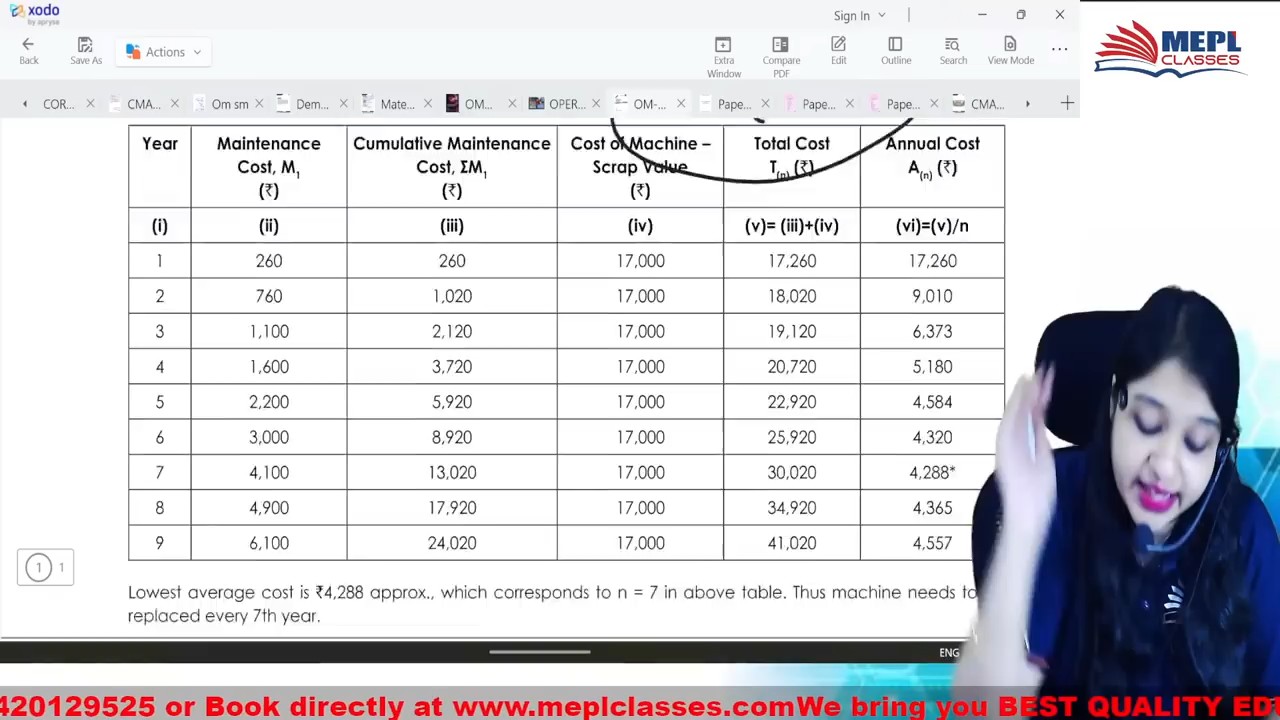 xodo
by apryse
Sign In
Back
Save As
Actions
Extra Window
Compare PDF
Edit
Outline
Search
View Mode
MEPL
CLASSES
COR...
CMA...
Om sm
Dem...
Mate...
OM...
OPER...
OM-...
Pape...
Pape...
Pape...
CMA...
Year | Maintenance Cost, M1 (₹) | Cumulative Maintenance Cost, ΣM1 (₹) | Cost of Machine – Scrap Value (₹) | Total Cost T(n) (₹) | Annual Cost A(n) (₹)
(i) | (ii) | (iii) | (iv) | (v)= (iii)+(iv) | (vi)=(v)/n
1 | 260 | 260 | 17,000 | 17,260 | 17,260
2 | 760 | 1,020 | 17,000 | 18,020 | 9,010
3 | 1,100 | 2,120 | 17,000 | 19,120 | 6,373
4 | 1,600 | 3,720 | 17,000 | 20,720 | 5,180
5 | 2,200 | 5,920 | 17,000 | 22,920 | 4,584
6 | 3,000 | 8,920 | 17,000 | 25,920 | 4,320
7 | 4,100 | 13,020 | 17,000 | 30,020 | 4,288*
8 | 4,900 | 17,920 | 17,000 | 34,920 | 4,365
9 | 6,100 | 24,020 | 17,000 | 41,020 | 4,557
1 1
Lowest average cost is ₹4,288 approx., which corresponds to n = 7 in above table. Thus machine needs to
replaced every 7th year.
ENG
420129525 or Book directly at www.meplclasses.comWe bring you BEST QUALITY ED